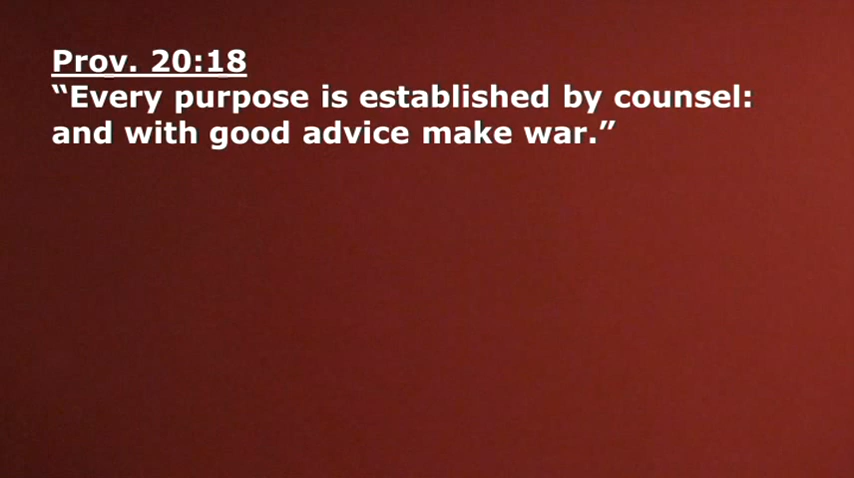 Prov. 20:18
“Every purpose is established by counsel:
and with good advice make war.”